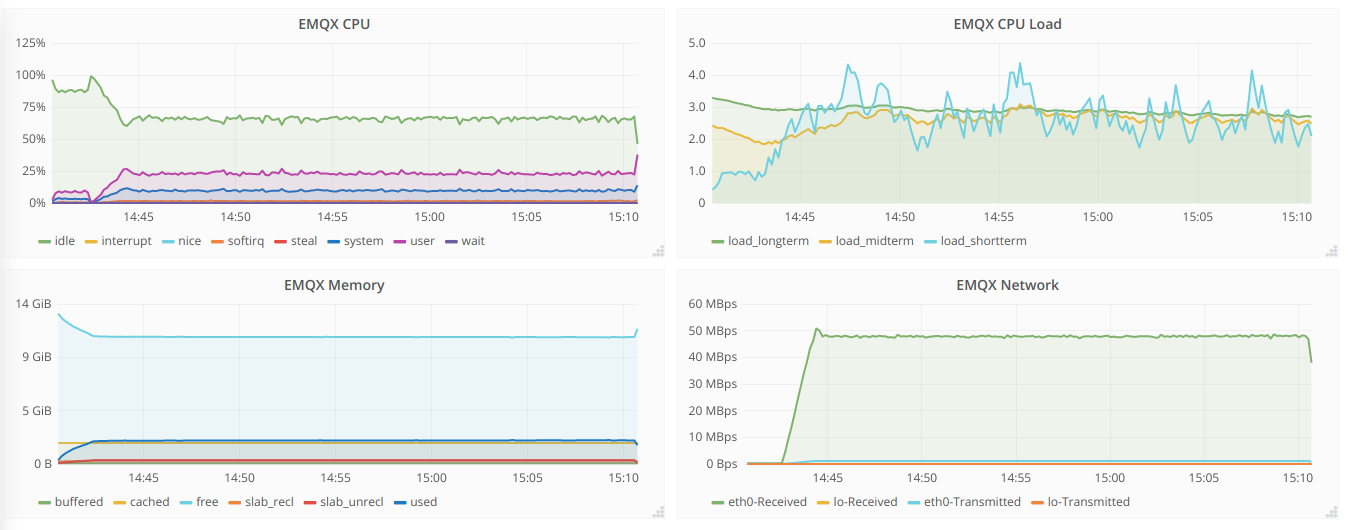 EMQX CPU
125%
100%
75%
50%
25%
0%
14:45 14:50 14:55 15:00 15:05 15:10
idle interrupt nice softirq steal system user wait
EMQX CPU Load
5.0
4.0
3.0
2.0
1.0
0
14:45 14:50 14:55 15:00 15:05 15:10
load_longterm load_midterm load_shortterm
EMQX Memory
14 GiB
9 GiB
5 GiB
0 B
14:45 14:50 14:55 15:00 15:05 15:10
buffered cached free slab_recl slab_unrecl used
EMQX Network
60 MBps
50 MBps
40 MBps
30 MBps
20 MBps
10 MBps
0 Bps
14:45 14:50 14:55 15:00 15:05 15:10
eth0-Received lo-Received eth0-Transmitted lo-Transmitted